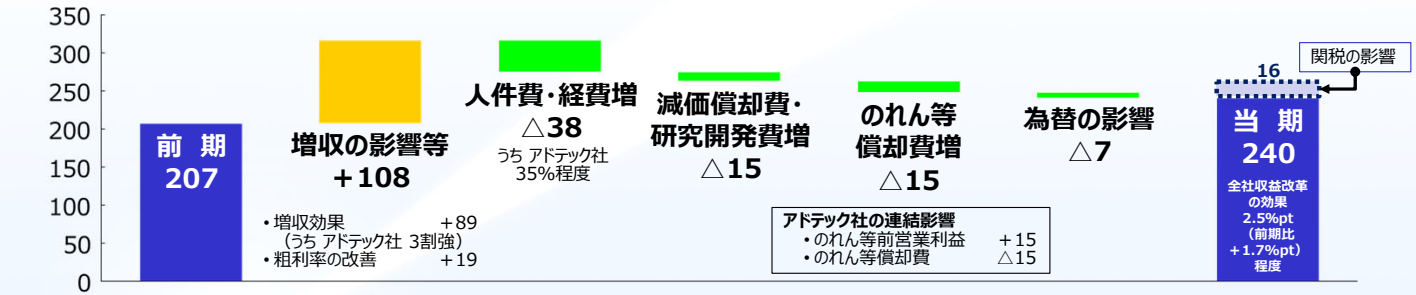 350
300
250
200
150
100
50
0
前 期
207
増収の影響等
+108
・増収効果 +89
(うち アドテック社 3割強)
・粗利率の改善 +19
人件費・経費増
△38
うち アドテック社
35%程度
減価償却費・
研究開発費増
△15
のれん等
償却費増
△15
為替の影響
△7
アドテック社の連結影響
・のれん等前営業利益 +15
・のれん等償却費 △15
16
関税の影響
当 期
240
全社収益改革
の効果
2.5%pt
(前期比
+1.7%pt)
程度